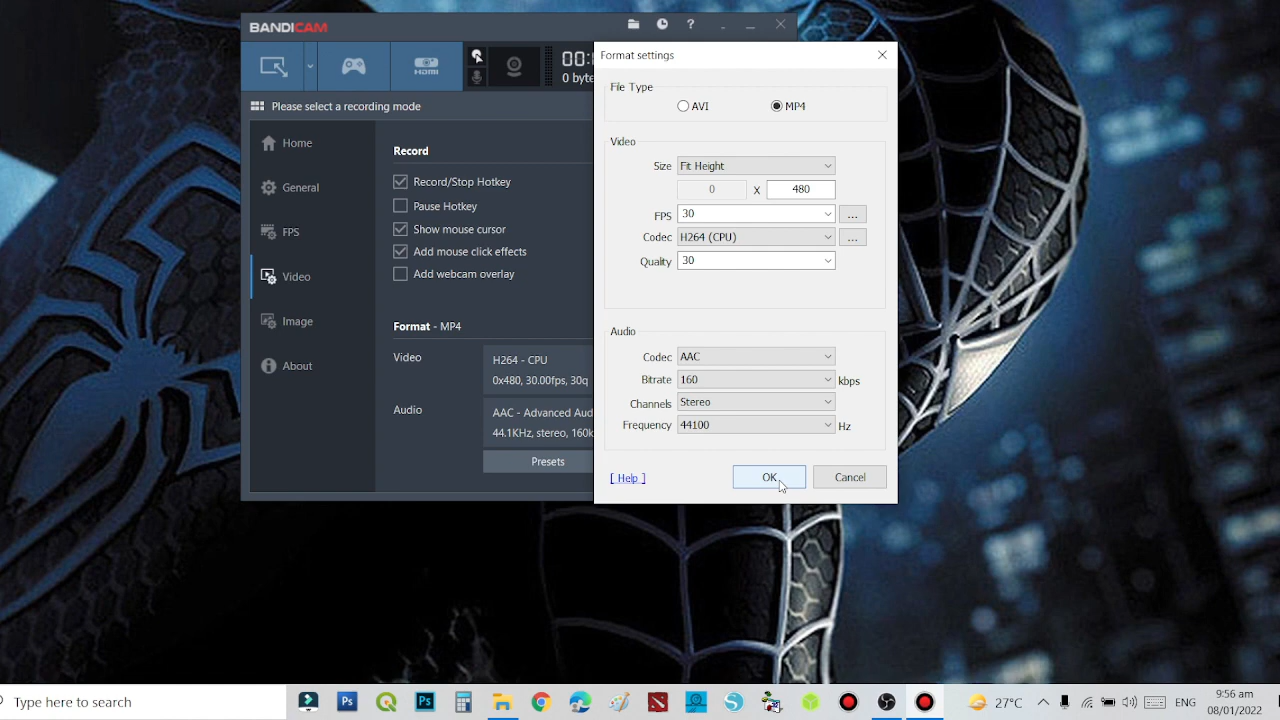 BANDICAM
?
00:
0 byte
Please select a recording mode
Home
General
FPS
Video
Image
About
Record
Record/Stop Hotkey
Pause Hotkey
Show mouse cursor
Add mouse click effects
Add webcam overlay
Format - MP4
Video
H264 - CPU
0x480, 30.00fps, 30q
Audio
AAC - Advanced Aud
44.1KHz, stereo, 160k
Presets
Format settings
File Type
AVI
MP4
Video
Size Fit Height
0 X 480
FPS 30 ...
Codec H264 (CPU) ...
Quality 30
Audio
Codec AAC
Bitrate 160 kbps
Channels Stereo
Frequency 44100 Hz
[ Help ]
OK
Cancel
Type here to search
Ps
Ps
27°C
ENG
9:56 am
08/01/2022